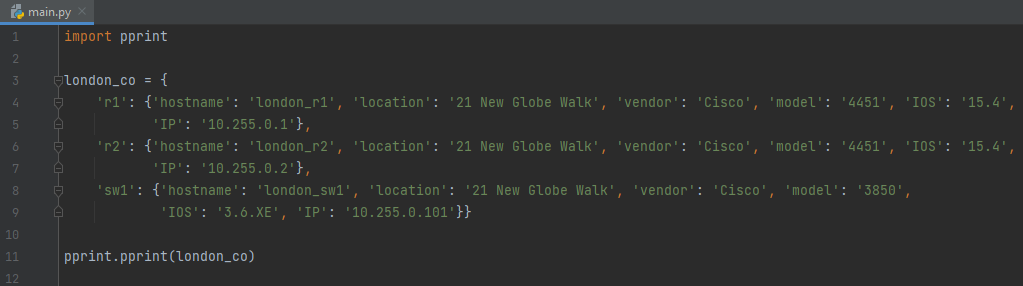 main.py
1 import pprint
2
3 london_co = {
4     'r1': {'hostname': 'london_r1', 'location': '21 New Globe Walk', 'vendor': 'Cisco', 'model': '4451', 'IOS': '15.4',
5            'IP': '10.255.0.1'},
6     'r2': {'hostname': 'london_r2', 'location': '21 New Globe Walk', 'vendor': 'Cisco', 'model': '4451', 'IOS': '15.4',
7            'IP': '10.255.0.2'},
8     'sw1': {'hostname': 'london_sw1', 'location': '21 New Globe Walk', 'vendor': 'Cisco', 'model': '3850',
9             'IOS': '3.6.XE', 'IP': '10.255.0.101'}}
10
11 pprint.pprint(london_co)
12